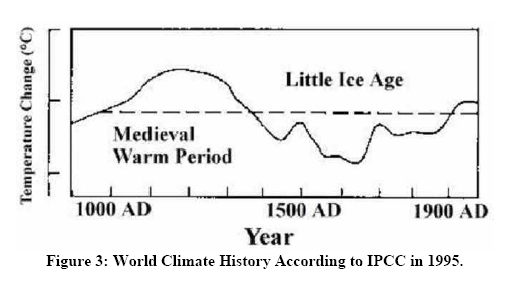 Temperature Change (°C)
Little Ice Age
Medieval
Warm Period
1000 AD
1500 AD
1900 AD
Year
Figure 3: World Climate History According to IPCC in 1995.